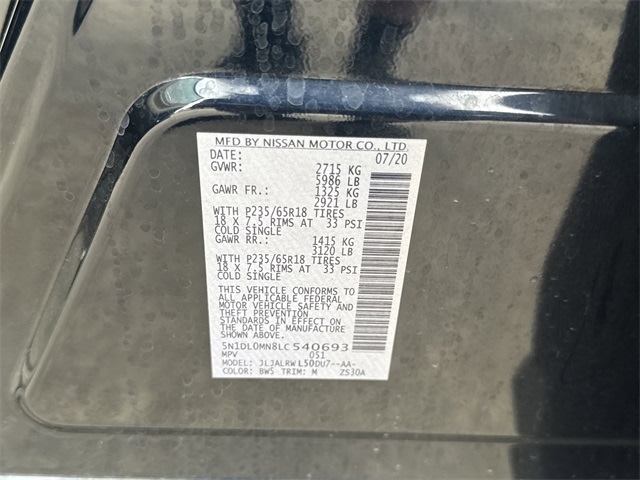 MFD BY NISSAN MOTOR CO., LTD.
DATE: 07/20
GVWR: 2715 KG
5986 LB
GAWR FR.: 1325 KG
2921 LB
WITH P235/65R18 TIRES
18 X 7.5 RIMS AT 33 PSI
COLD SINGLE
GAWR RR.: 1415 KG
3120 LB
WITH P235/65R18 TIRES
18 X 7.5 RIMS AT 33 PSI
COLD SINGLE
THIS VEHICLE CONFORMS TO
ALL APPLICABLE FEDERAL
MOTOR VEHICLE SAFETY AND
THEFT PREVENTION
STANDARDS IN EFFECT ON
THE DATE OF MANUFACTURE
SHOWN ABOVE.
5N1DL0MN8LC540693
MPV 051
MODEL: JLJALRWL50DU7--AA-
COLOR: BW5 TRIM: M ZS30A